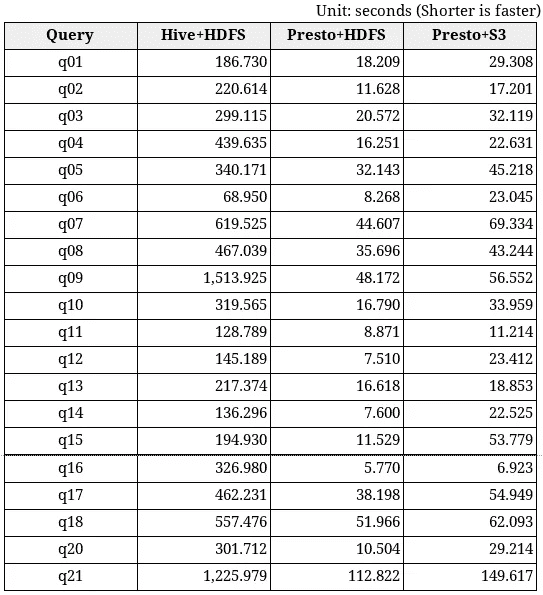 Unit: seconds (Shorter is faster)
Query Hive+HDFS Presto+HDFS Presto+S3
q01 186.730 18.209 29.308
q02 220.614 11.628 17.201
q03 299.115 20.572 32.119
q04 439.635 16.251 22.631
q05 340.171 32.143 45.218
q06 68.950 8.268 23.045
q07 619.525 44.607 69.334
q08 467.039 35.696 43.244
q09 1,513.925 48.172 56.552
q10 319.565 16.790 33.959
q11 128.789 8.871 11.214
q12 145.189 7.510 23.412
q13 217.374 16.618 18.853
q14 136.296 7.600 22.525
q15 194.930 11.529 53.779
q16 326.980 5.770 6.923
q17 462.231 38.198 54.949
q18 557.476 51.966 62.093
q20 301.712 10.504 29.214
q21 1,225.979 112.822 149.617